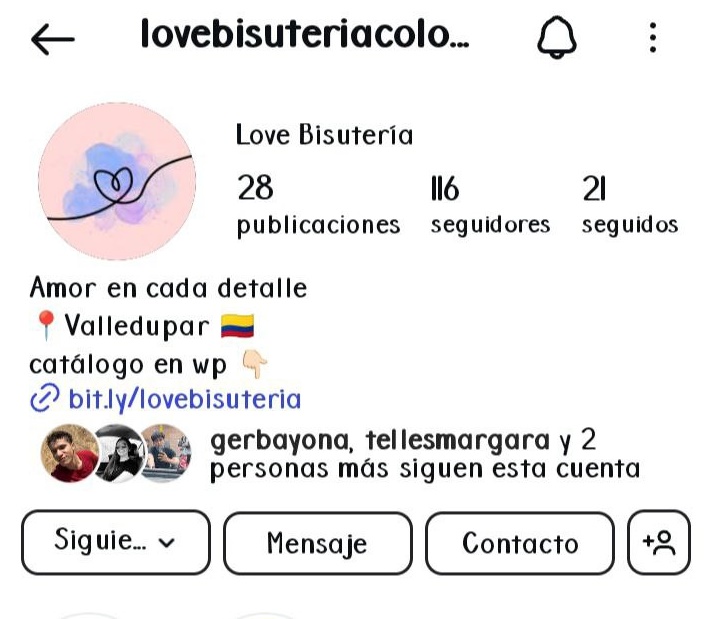 lovebisuteriacolo...
Love Bisutería
28 116 21
publicaciones seguidores seguidos
Amor en cada detalle
📍 Valledupar 🇨🇴
catálogo en wp 👇🏻
bit.ly/lovebisuteria
gerbayona, tellesmargara y 2
personas más siguen esta cuenta
Siguie... Mensaje Contacto